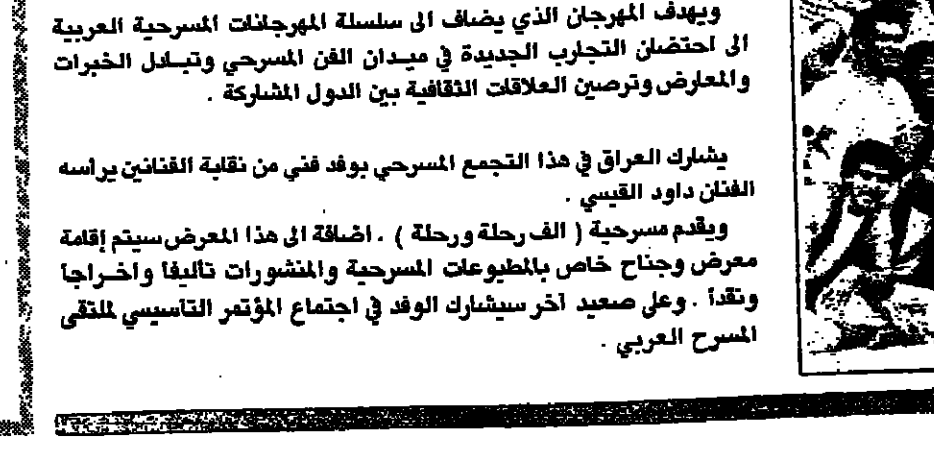 ويهدف المهرجان الذي يضاف الى سلسلة المهرجانات المسرحية العربية
الى احتضان التجارب الجديدة في ميـدان الفن المسرحي وتبـادل الخبرات
والمعارض وترصين العلاقات الثقافية بين الدول المشاركة .
يشارك العراق في هذا التجمع المسرحي بوفد فني من نقابة الفنانين يرأسه
الفنان داود القيسي .
ويقدم مسرحية ( الف رحلة ورحلة ) . اضافة الى هذا المعرض سيتم إقامة
معرض وجناح خاص بالمطبوعات المسرحية والمنشورات تأليفاً واخـراجاً
ونقداً . وعلى صعيد آخر سيشارك الوفد في اجتماع المؤتمر التأسيسي لملتقى
المسرح العربي .